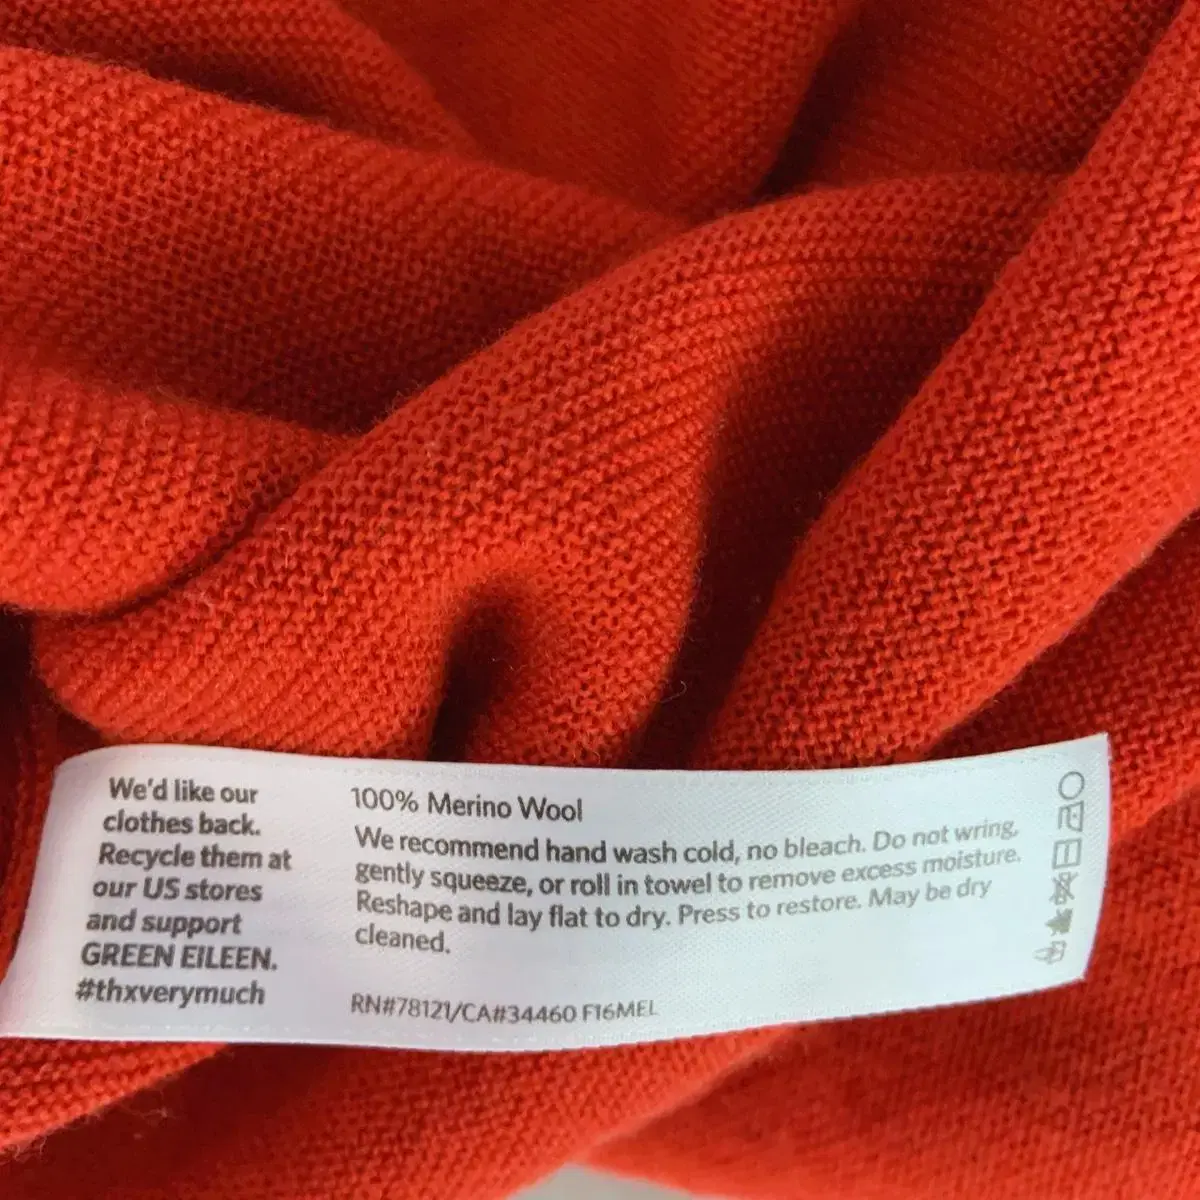 We'd like our
clothes back.
Recycle them at
our US stores
and support
GREEN EILEEN.
#thxverymuch
100% Merino Wool
We recommend hand wash cold, no bleach. Do not wring,
gently squeeze, or roll in towel to remove excess moisture.
Reshape and lay flat to dry. Press to restore. May be dry
cleaned.
RN#78121/CA#34460 F16MEL